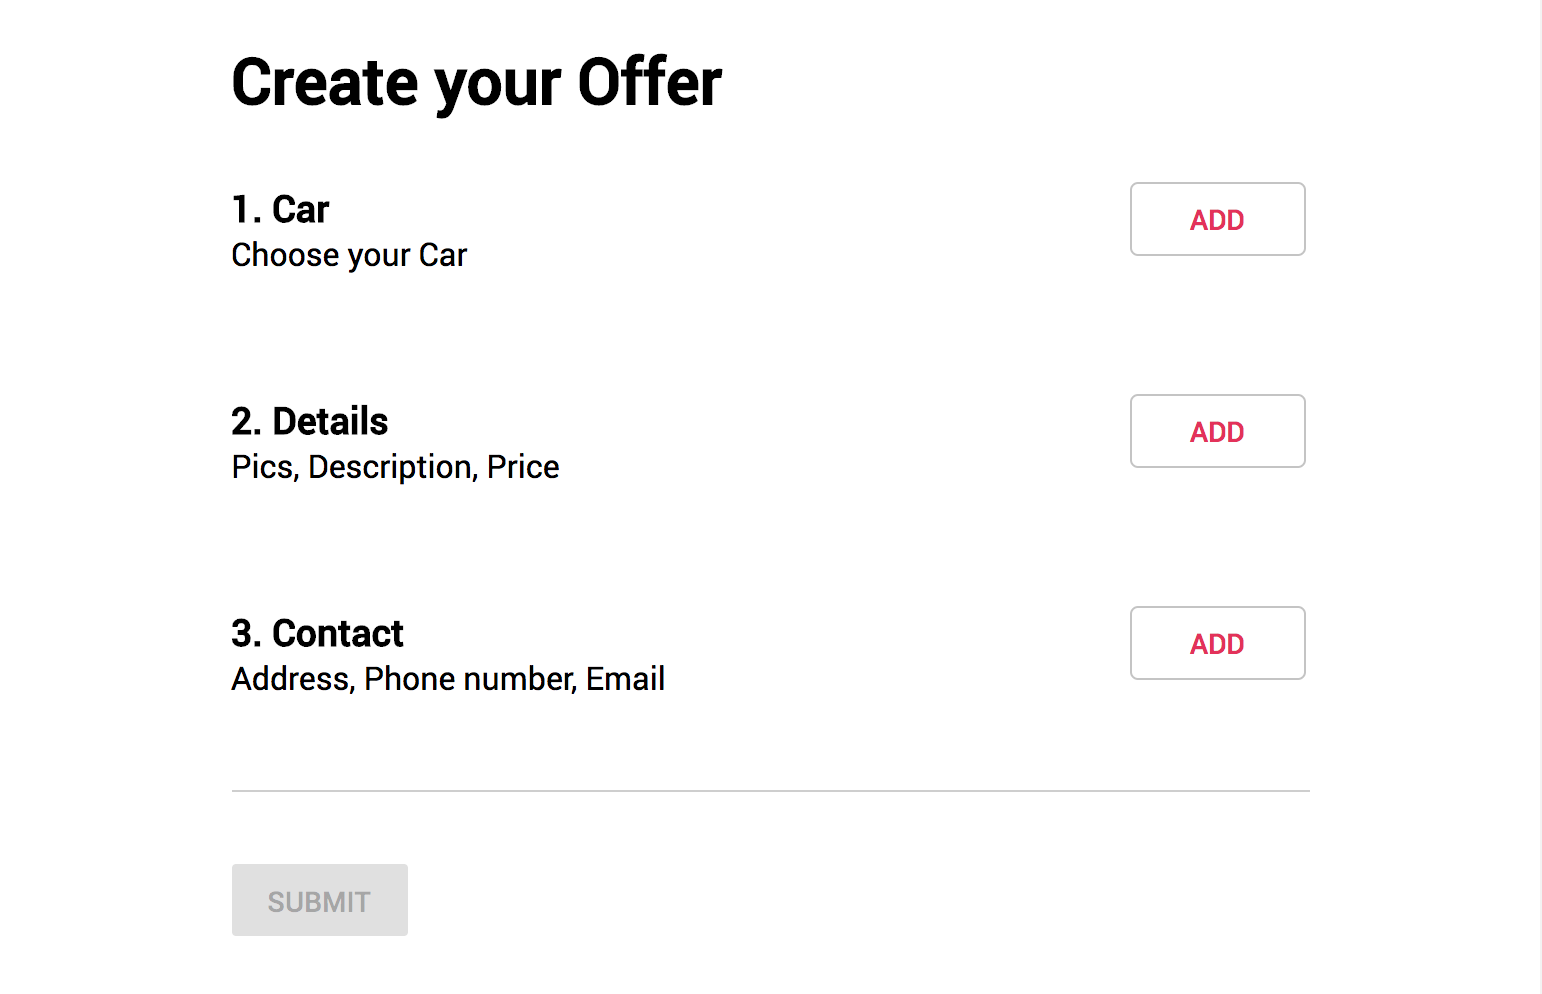 Create your Offer
1. Car
Choose your Car
ADD
2. Details
Pics, Description, Price
ADD
3. Contact
Address, Phone number, Email
ADD
SUBMIT